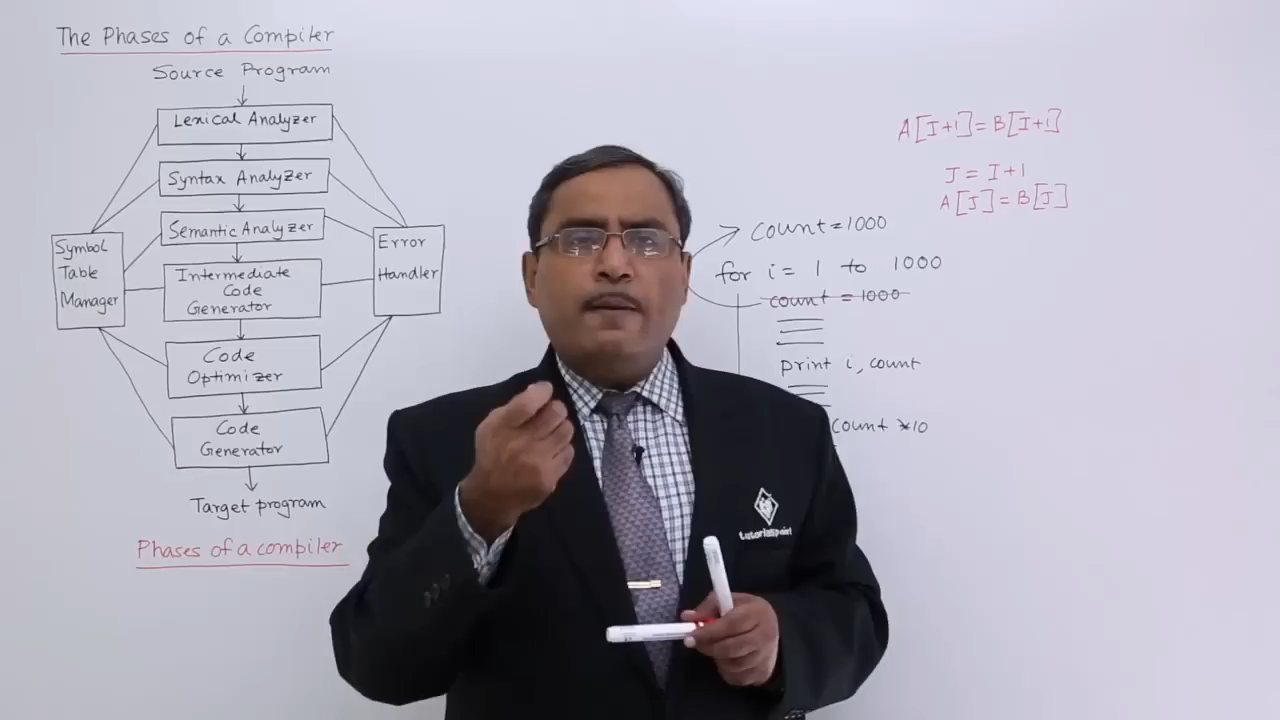 The Phases of a Compiler
Source Program
Lexical Analyzer
Syntax Analyzer
Semantic Analyzer
Intermediate
Code
Generator
Code
Optimizer
Code
Generator
Target program
Phases of a compiler
Symbol
Table
Manager
Error
Handler
A[I+1]=B[I+1]
J = I+1
A[J]=B[J]
count=1000
for i = 1 to 1000
count = 1000
print i, count
count *10
tutorialspoint